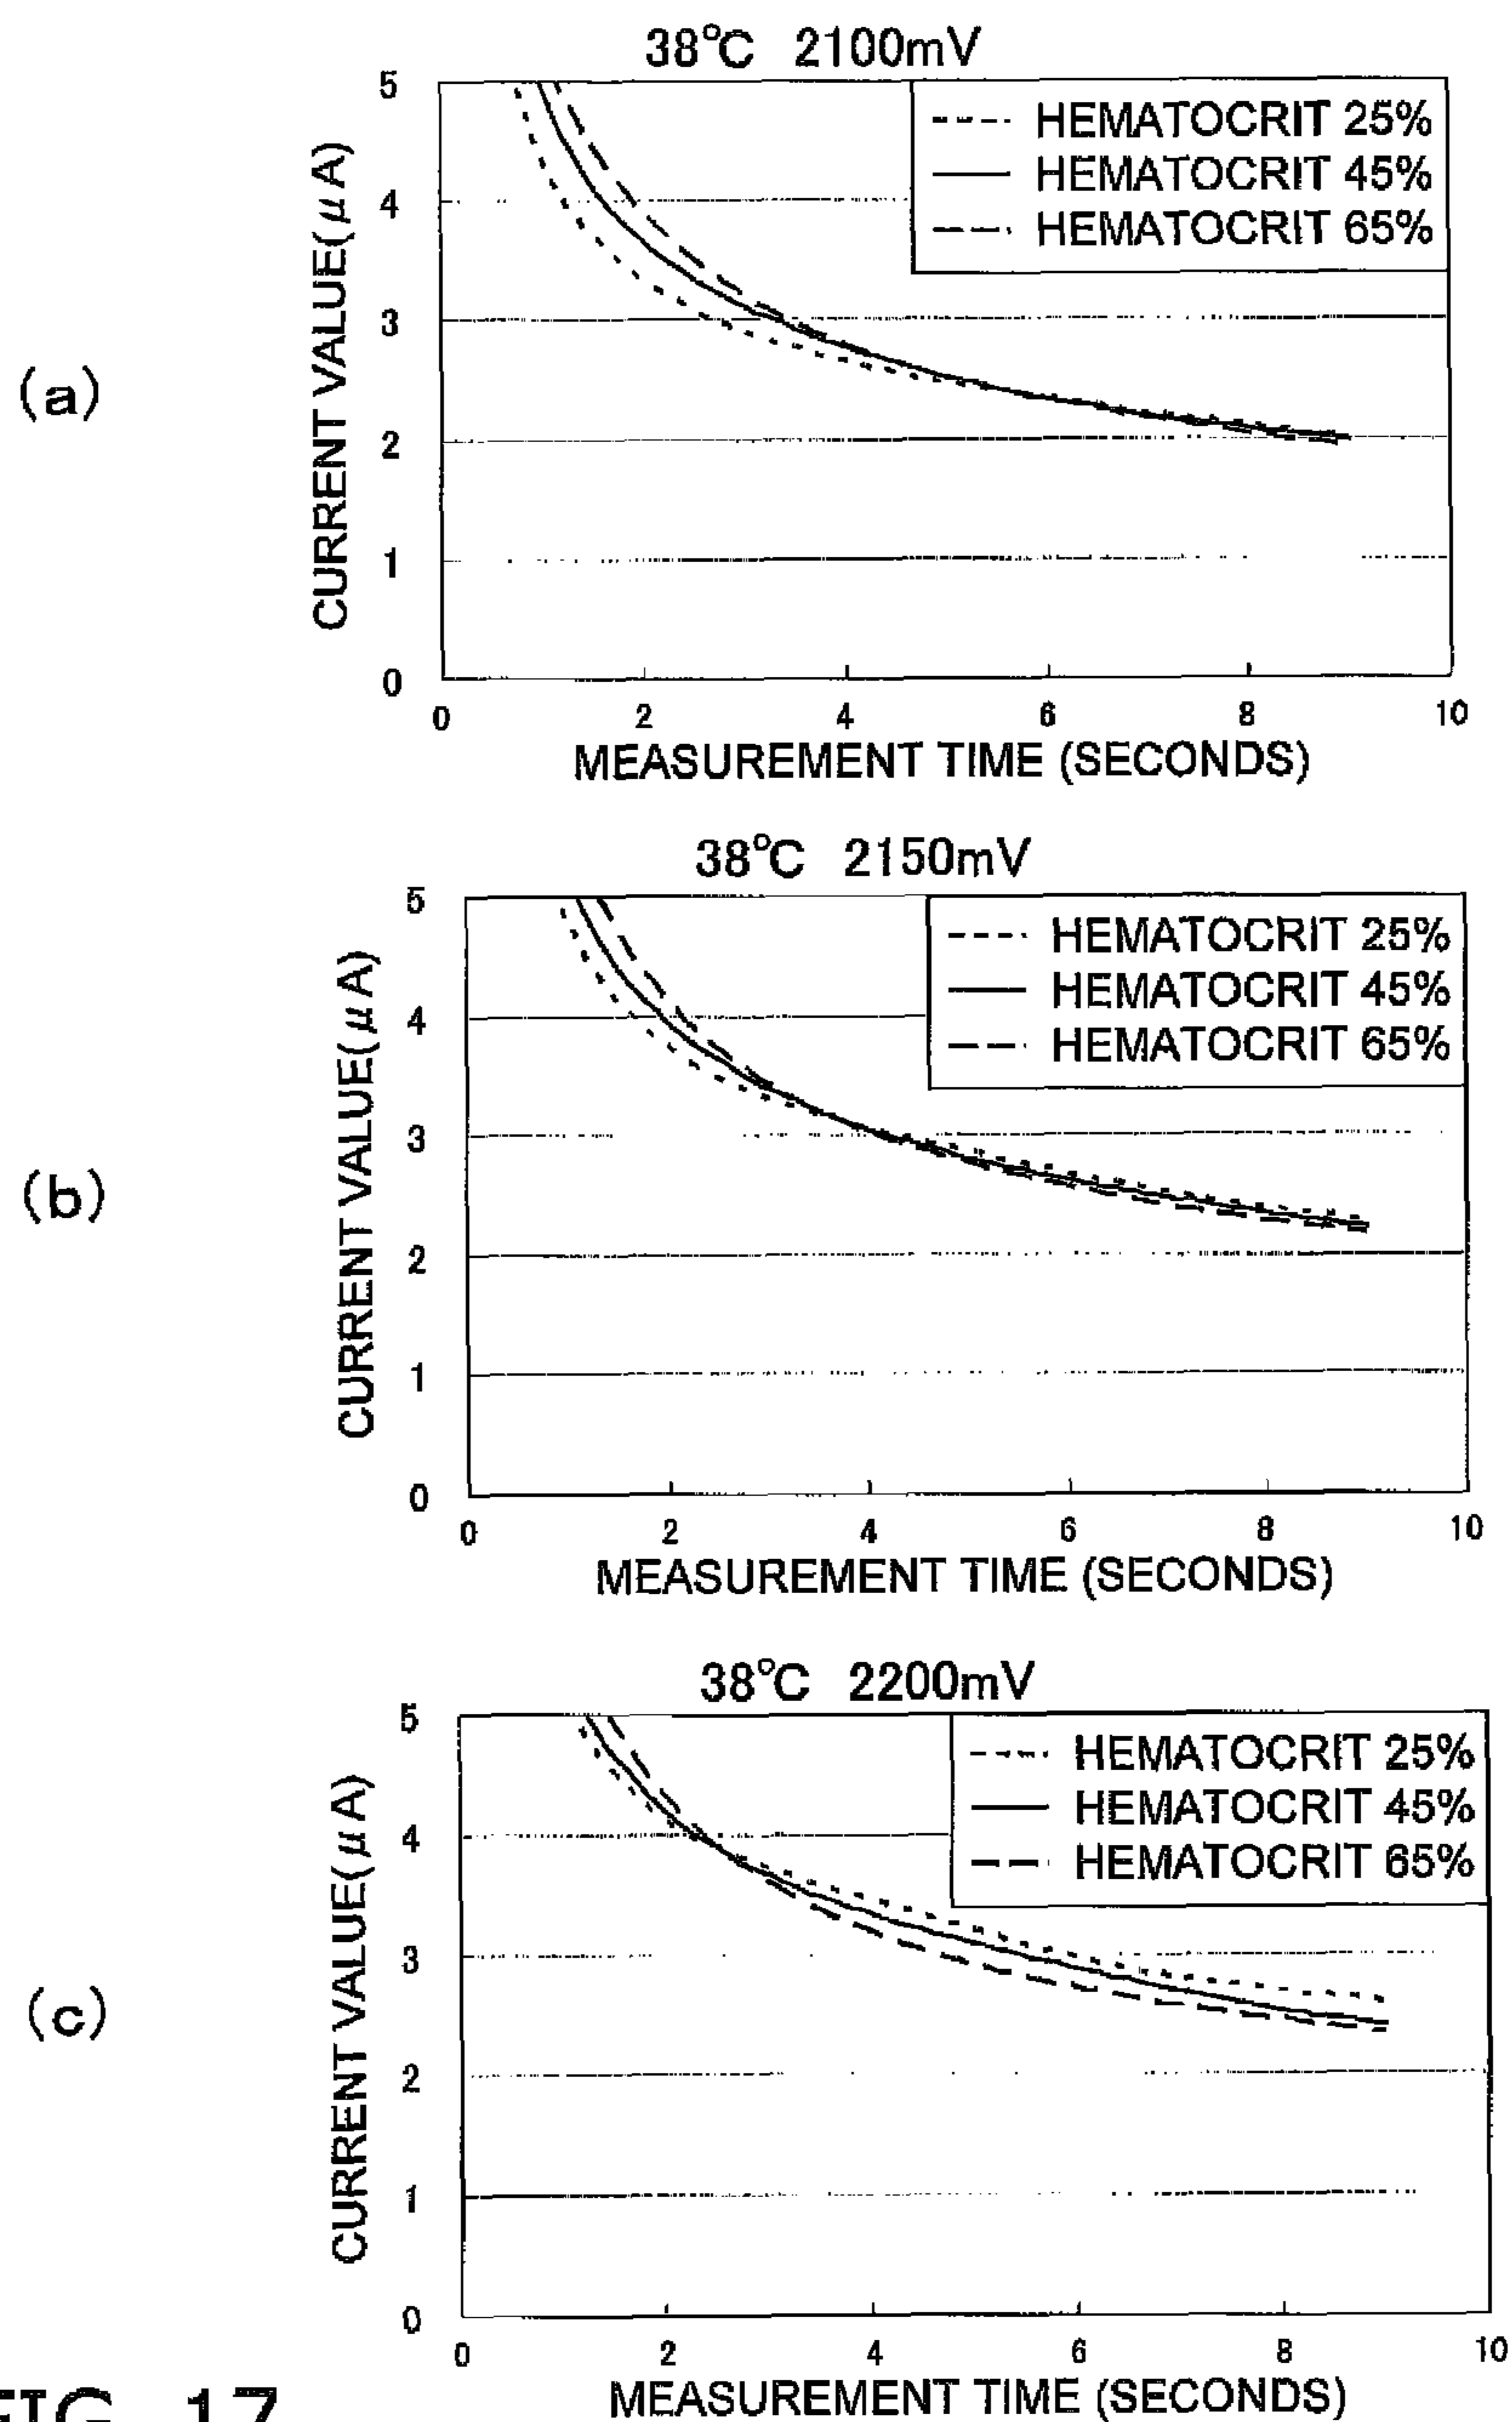 38℃ 2100mV
(a)
CURRENT VALUE(μA)
5
4
3
2
1
0
HEMATOCRIT 25%
HEMATOCRIT 45%
HEMATOCRIT 65%
0 2 4 6 8 10
MEASUREMENT TIME (SECONDS)
38℃ 2150mV
(b)
CURRENT VALUE(μA)
5
4
3
2
1
0
HEMATOCRIT 25%
HEMATOCRIT 45%
HEMATOCRIT 65%
0 2 4 6 8 10
MEASUREMENT TIME (SECONDS)
38℃ 2200mV
(c)
CURRENT VALUE(μA)
5
4
3
2
1
0
HEMATOCRIT 25%
HEMATOCRIT 45%
HEMATOCRIT 65%
0 2 4 6 8 10
MEASUREMENT TIME (SECONDS)
FIG. 17